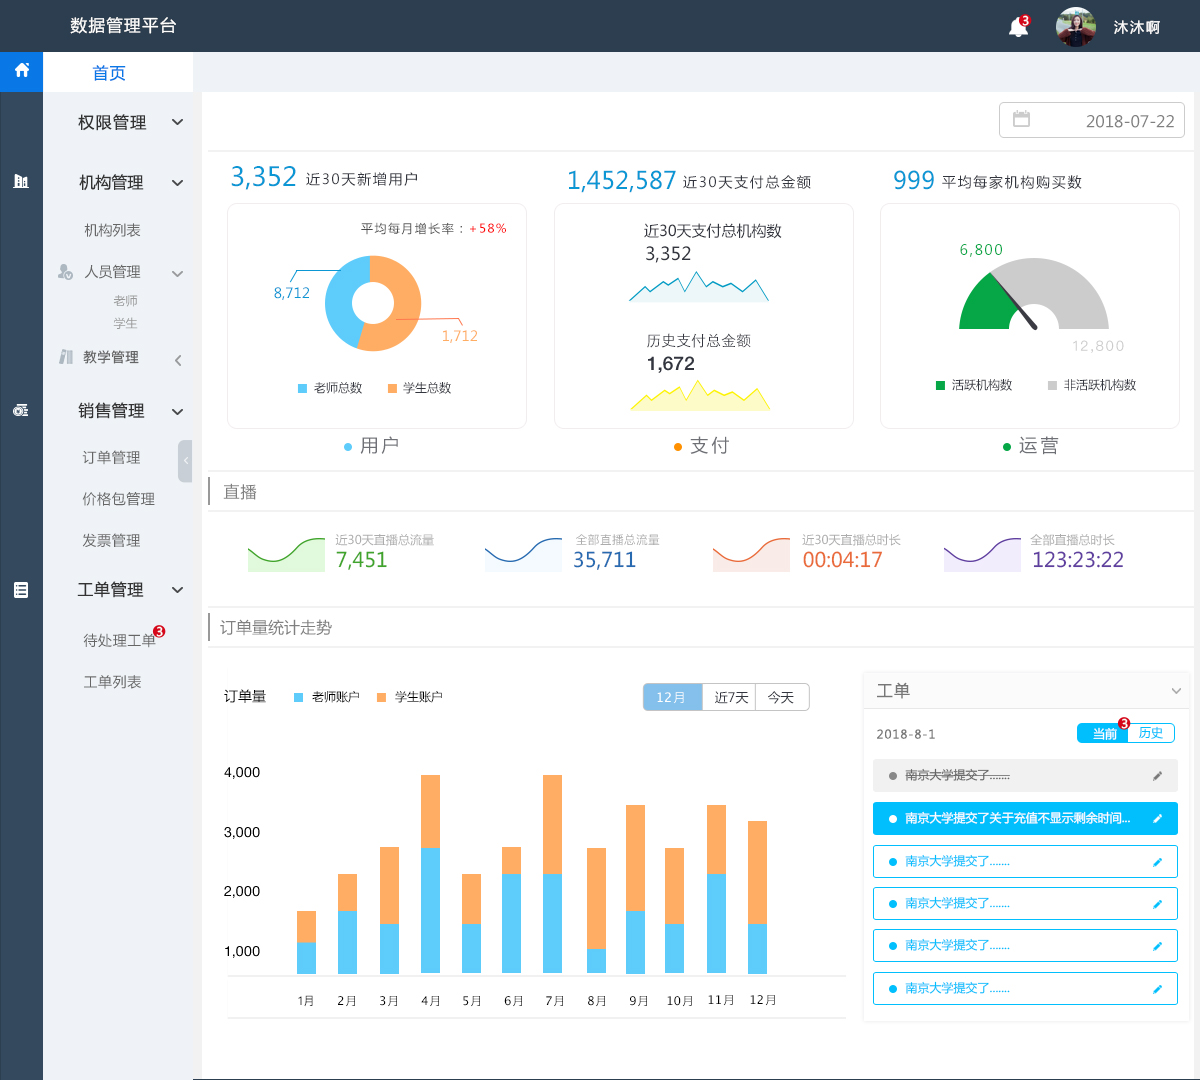 数据管理平台
3
沐沐啊
首页
权限管理
机构管理
机构列表
人员管理
老师
学生
教学管理
销售管理
订单管理
价格包管理
发票管理
工单管理
待处理工单
3
工单列表
2018-07-22
3,352 近30天新增用户
平均每月增长率：+58%
8,712
1,712
老师总数
学生总数
用户
1,452,587 近30天支付总金额
近30天支付总机构数
3,352
历史支付总金额
1,672
支付
999 平均每家机构购买数
6,800
12,800
活跃机构数
非活跃机构数
运营
直播
近30天直播总流量
7,451
全部直播总流量
35,711
近30天直播总时长
00:04:17
全部直播总时长
123:23:22
订单量统计走势
订单量
老师账户
学生账户
12月
近7天
今天
4,000
3,000
2,000
1,000
1月 2月 3月 4月 5月 6月 7月 8月 9月 10月 11月 12月
工单
2018-8-1
当前
3
历史
南京大学提交了......
南京大学提交了关于充值不显示剩余时间...
南京大学提交了......
南京大学提交了......
南京大学提交了......
南京大学提交了......